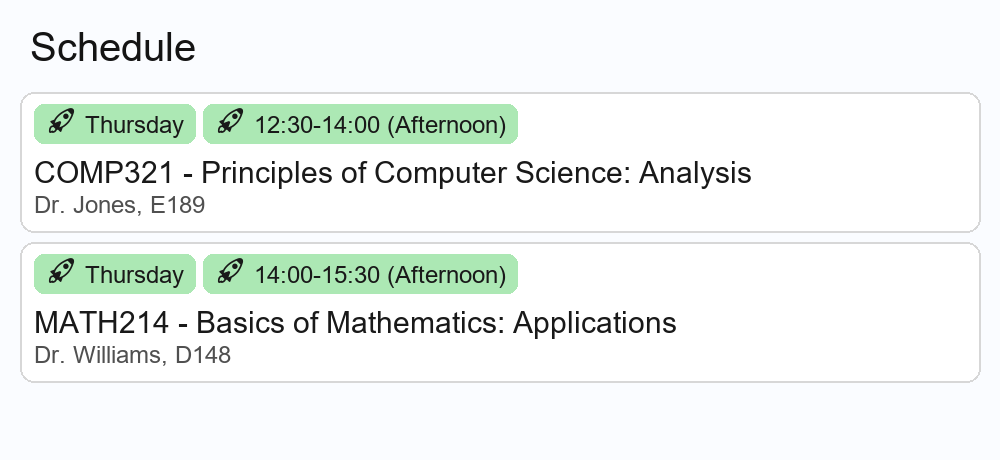 Schedule
Thursday 12:30-14:00 (Afternoon)
COMP321 - Principles of Computer Science: Analysis
Dr. Jones, E189
Thursday 14:00-15:30 (Afternoon)
MATH214 - Basics of Mathematics: Applications
Dr. Williams, D148